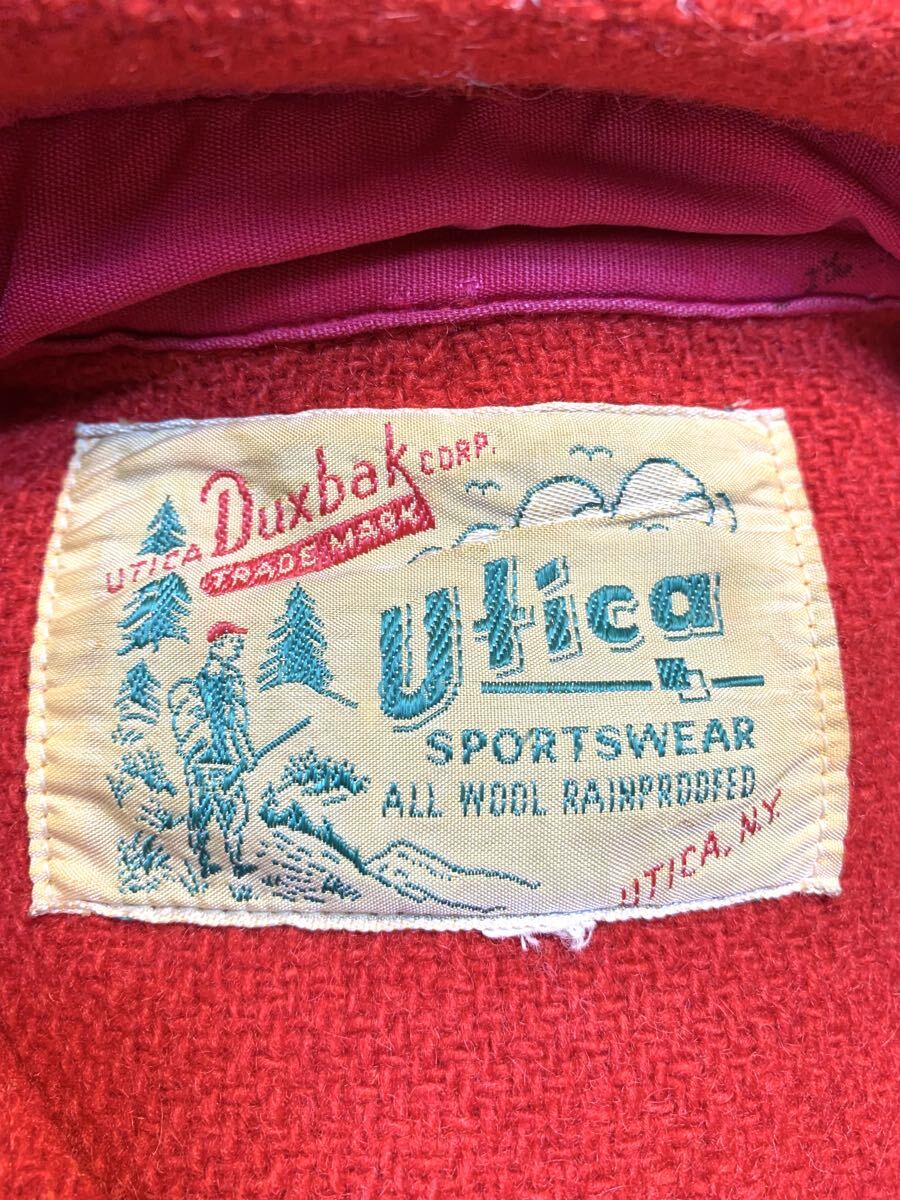 UTICA Duxbak CORP.
TRADE MARK
Utica
SPORTSWEAR
ALL WOOL RAINPROOFED
UTICA, N.Y.